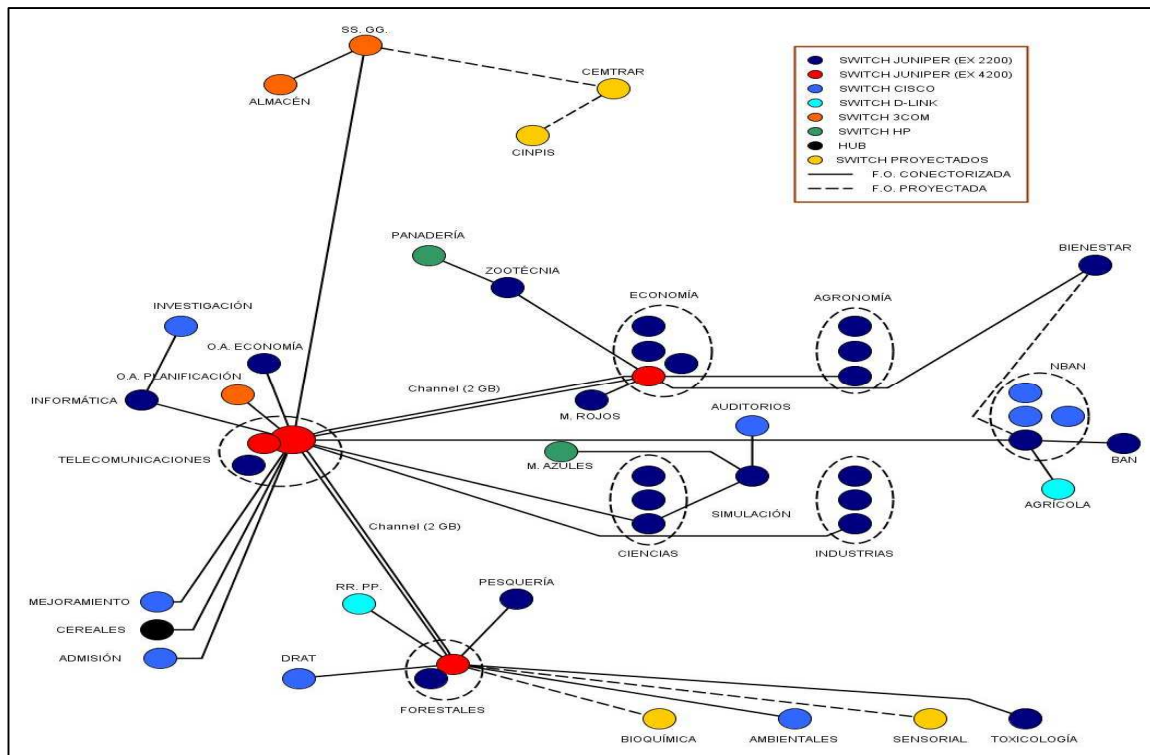 SS. GG.
ALMACÉN
CEMTRAR
CINPIS
SWITCH JUNIPER (EX 2200)
SWITCH JUNIPER (EX 4200)
SWITCH CISCO
SWITCH D-LINK
SWITCH 3COM
SWITCH HP
HUB
SWITCH PROYECTADOS
F.O. CONECTORIZADA
F.O. PROYECTADA
PANADERÍA
ZOOTÉCNIA
BIENESTAR
INVESTIGACIÓN
ECONOMÍA
AGRONOMÍA
O.A. ECONOMÍA
O.A. PLANIFICACIÓN
INFORMÁTICA
Channel (2 GB)
M. ROJOS
AUDITORIOS
NBAN
TELECOMUNICACIONES
M. AZULES
BAN
AGRÍCOLA
SIMULACIÓN
Channel (2 GB)
CIENCIAS
INDUSTRIAS
MEJORAMIENTO
CEREALES
ADMISIÓN
RR. PP.
PESQUERÍA
DRAT
FORESTALES
BIOQUÍMICA
AMBIENTALES
SENSORIAL
TOXICOLOGÍA